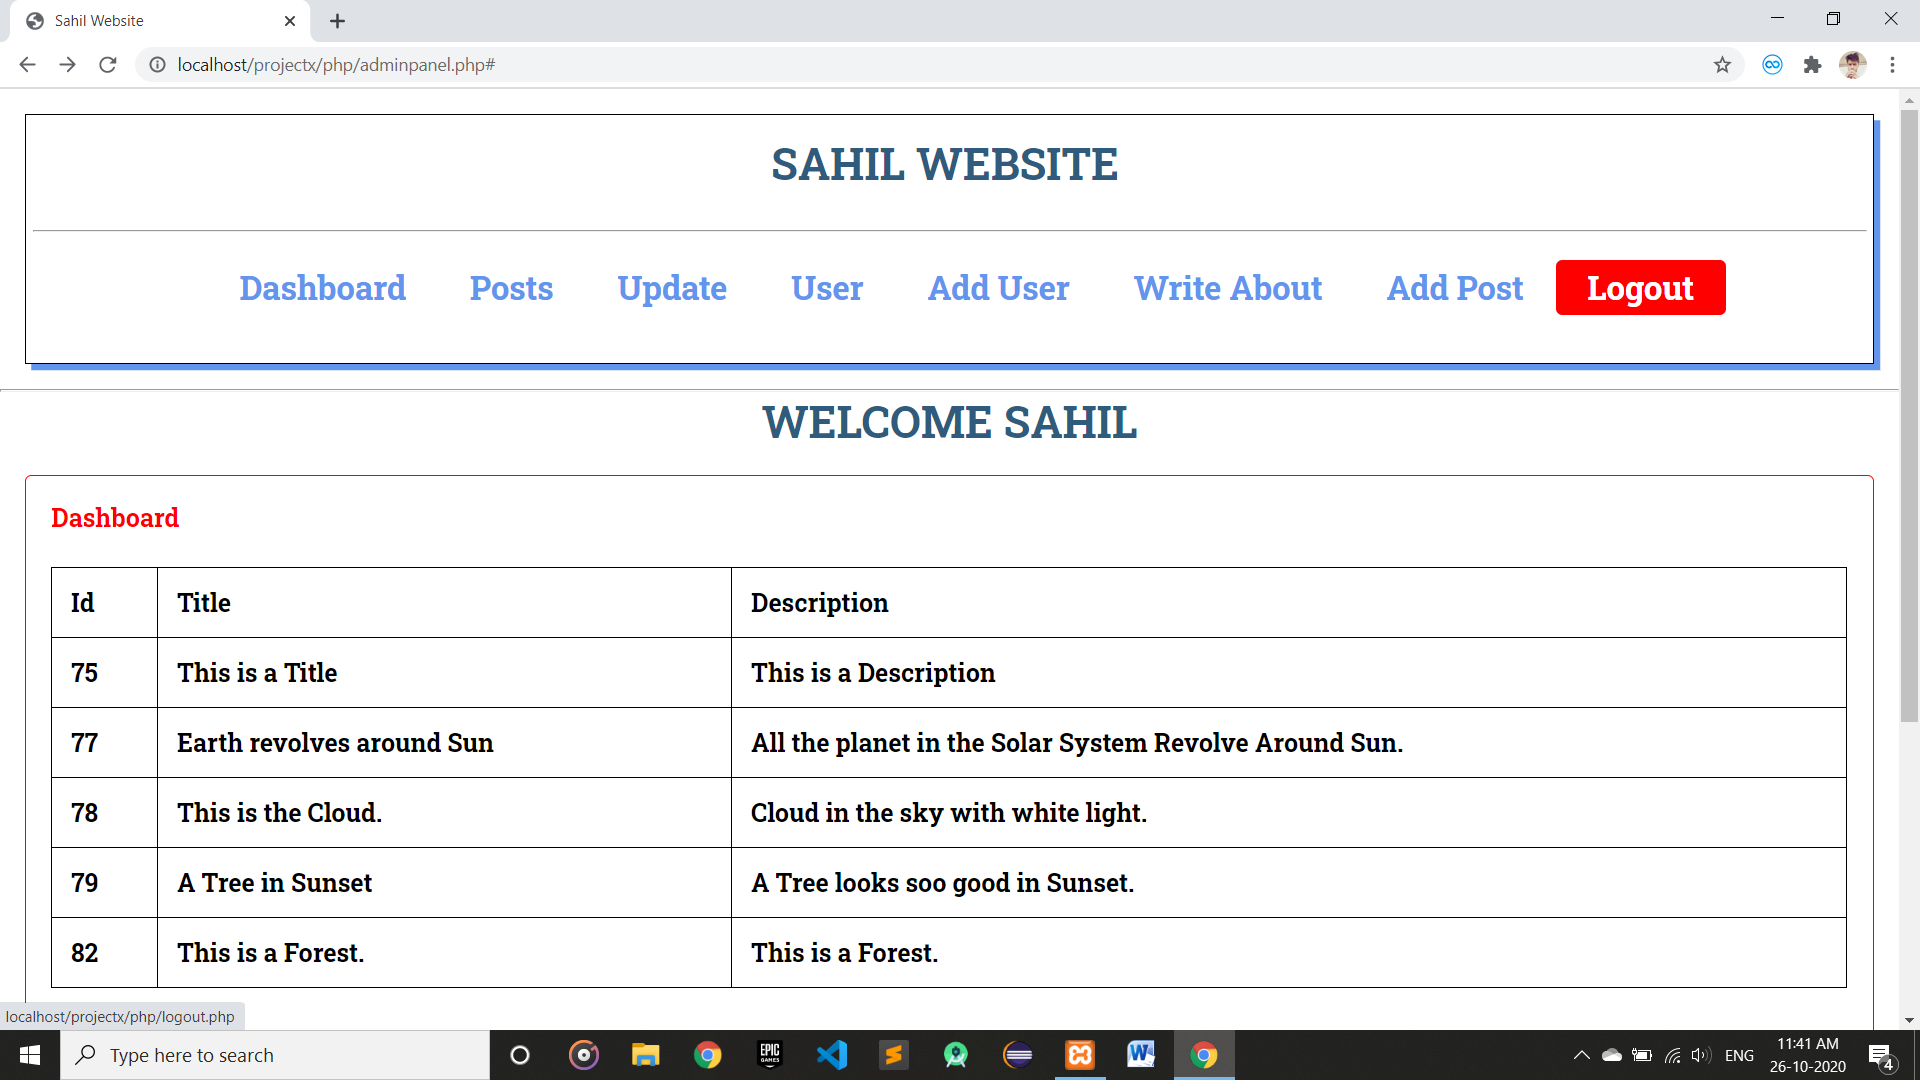 Sahil Website
localhost/projectx/php/adminpanel.php#
SAHIL WEBSITE
Dashboard Posts Update User Add User Write About Add Post Logout
WELCOME SAHIL
Dashboard
Id Title Description
75 This is a Title This is a Description
77 Earth revolves around Sun All the planet in the Solar System Revolve Around Sun.
78 This is the Cloud. Cloud in the sky with white light.
79 A Tree in Sunset A Tree looks soo good in Sunset.
82 This is a Forest. This is a Forest.
localhost/projectx/php/logout.php
Type here to search
EPIC
GAMES
W
ENG
11:41 AM
26-10-2020
4